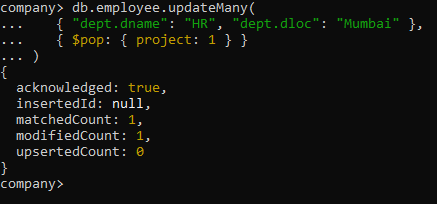 company> db.employee.updateMany(
...     { "dept.dname": "HR", "dept.dloc": "Mumbai" },
...     { $pop: { project: 1 } }
... )
{
  acknowledged: true,
  insertedId: null,
  matchedCount: 1,
  modifiedCount: 1,
  upsertedCount: 0
}
company>